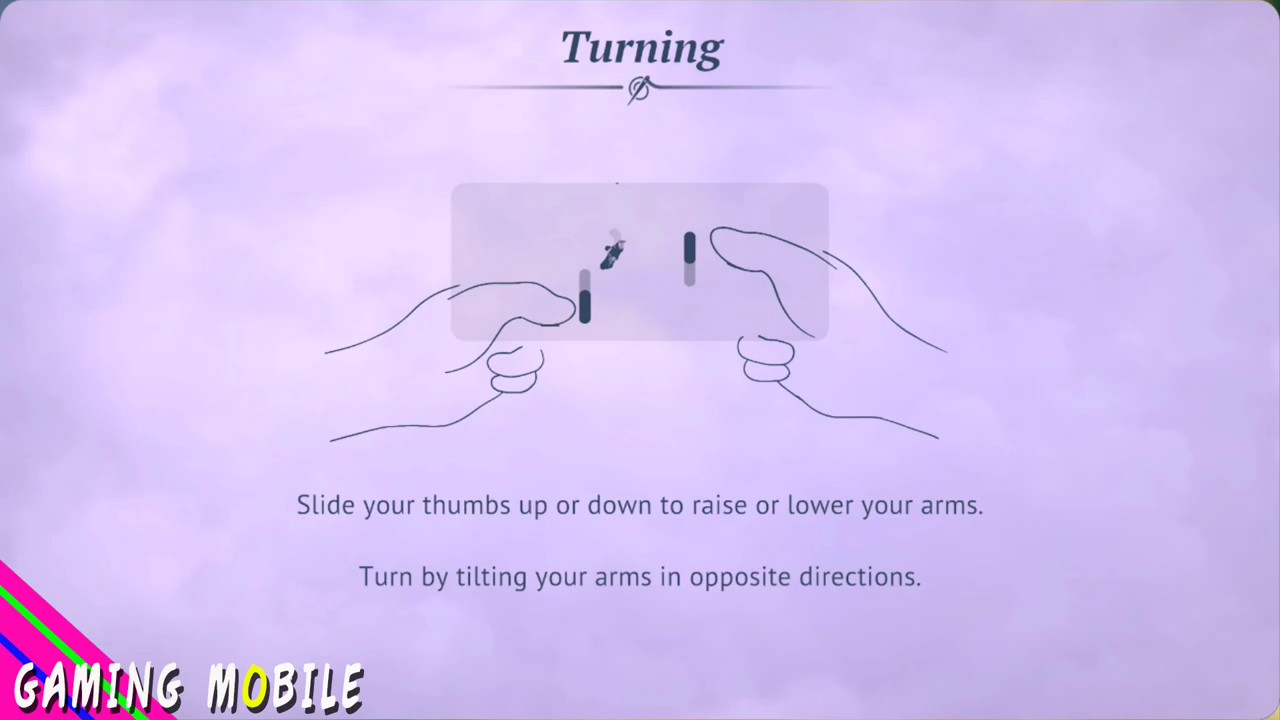 Turning
Slide your thumbs up or down to raise or lower your arms.
Turn by tilting your arms in opposite directions.
GAMING MOBILE